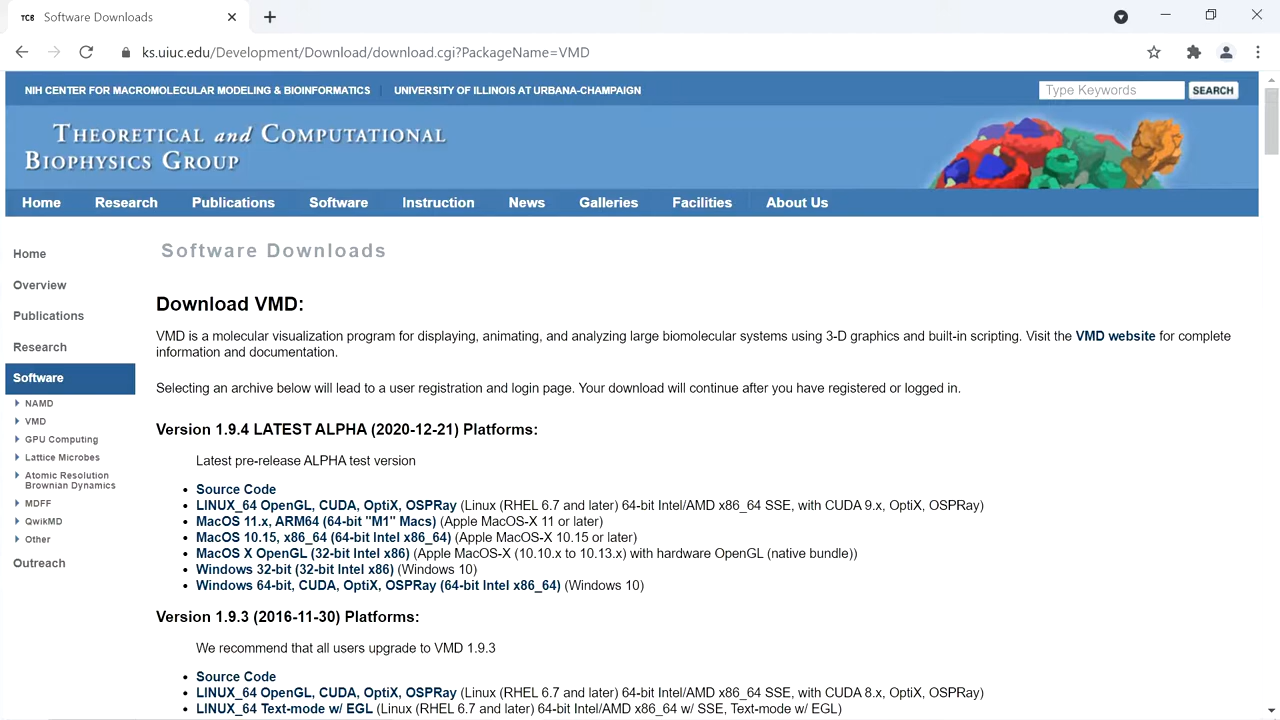 TCB Software Downloads
ks.uiuc.edu/Development/Download/download.cgi?PackageName=VMD
NIH CENTER FOR MACROMOLECULAR MODELING & BIOINFORMATICS UNIVERSITY OF ILLINOIS AT URBANA-CHAMPAIGN
Type Keywords SEARCH
THEORETICAL and COMPUTATIONAL
BIOPHYSICS GROUP
Home Research Publications Software Instruction News Galleries Facilities About Us
Home
Overview
Publications
Research
Software
NAMD
VMD
GPU Computing
Lattice Microbes
Atomic Resolution
Brownian Dynamics
MDFF
QwikMD
Other
Outreach
Software Downloads
Download VMD:
VMD is a molecular visualization program for displaying, animating, and analyzing large biomolecular systems using 3-D graphics and built-in scripting. Visit the VMD website for complete
information and documentation.
Selecting an archive below will lead to a user registration and login page. Your download will continue after you have registered or logged in.
Version 1.9.4 LATEST ALPHA (2020-12-21) Platforms:
Latest pre-release ALPHA test version
• Source Code
• LINUX_64 OpenGL, CUDA, OptiX, OSPRay (Linux (RHEL 6.7 and later) 64-bit Intel/AMD x86_64 SSE, with CUDA 9.x, OptiX, OSPRay)
• MacOS 11.x, ARM64 (64-bit "M1" Macs) (Apple MacOS-X 11 or later)
• MacOS 10.15, x86_64 (64-bit Intel x86_64) (Apple MacOS-X 10.15 or later)
• MacOS X OpenGL (32-bit Intel x86) (Apple MacOS-X (10.10.x to 10.13.x) with hardware OpenGL (native bundle))
• Windows 32-bit (32-bit Intel x86) (Windows 10)
• Windows 64-bit, CUDA, OptiX, OSPRay (64-bit Intel x86_64) (Windows 10)
Version 1.9.3 (2016-11-30) Platforms:
We recommend that all users upgrade to VMD 1.9.3
• Source Code
• LINUX_64 OpenGL, CUDA, OptiX, OSPRay (Linux (RHEL 6.7 and later) 64-bit Intel/AMD x86_64 SSE, with CUDA 8.x, OptiX, OSPRay)
• LINUX_64 Text-mode w/ EGL (Linux (RHEL 6.7 and later) 64-bit Intel/AMD x86_64 w/ SSE, Text-mode w/ EGL)